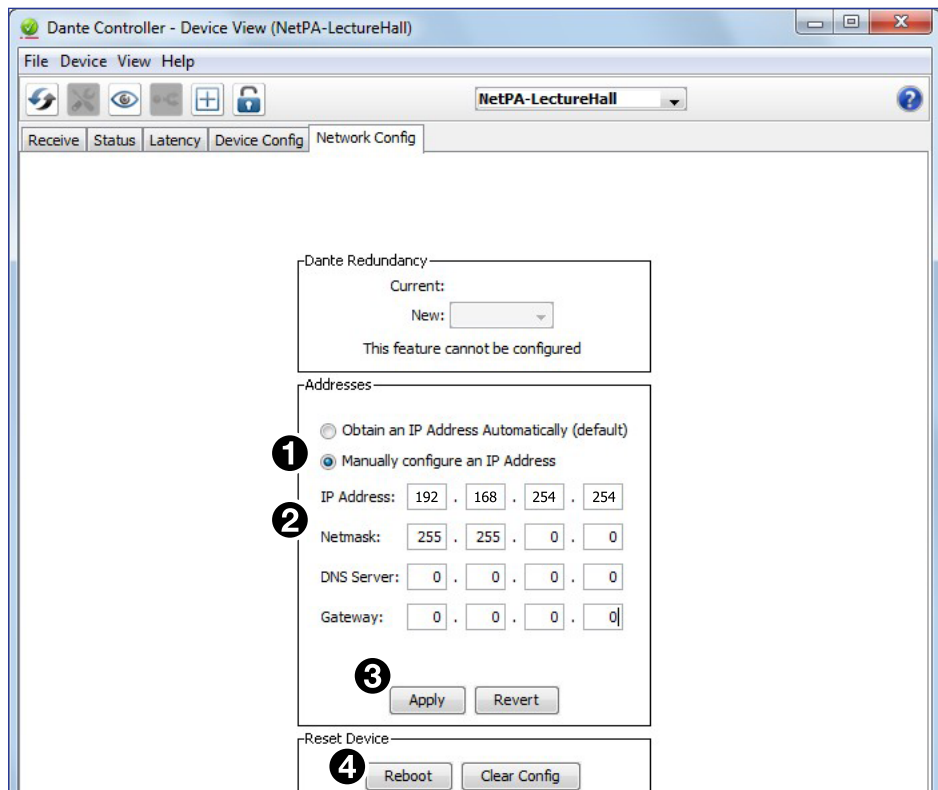 Dante Controller - Device View (NetPA-LectureHall)
File Device View Help
NetPA-LectureHall
?
Receive Status Latency Device Config Network Config
Dante Redundancy
Current:
New:
This feature cannot be configured
Addresses
Obtain an IP Address Automatically (default)
1 Manually configure an IP Address
IP Address: 192 . 168 . 254 . 254
2
Netmask: 255 . 255 . 0 . 0
DNS Server: 0 . 0 . 0 . 0
Gateway: 0 . 0 . 0 . 0
3
Apply Revert
Reset Device
4 Reboot Clear Config